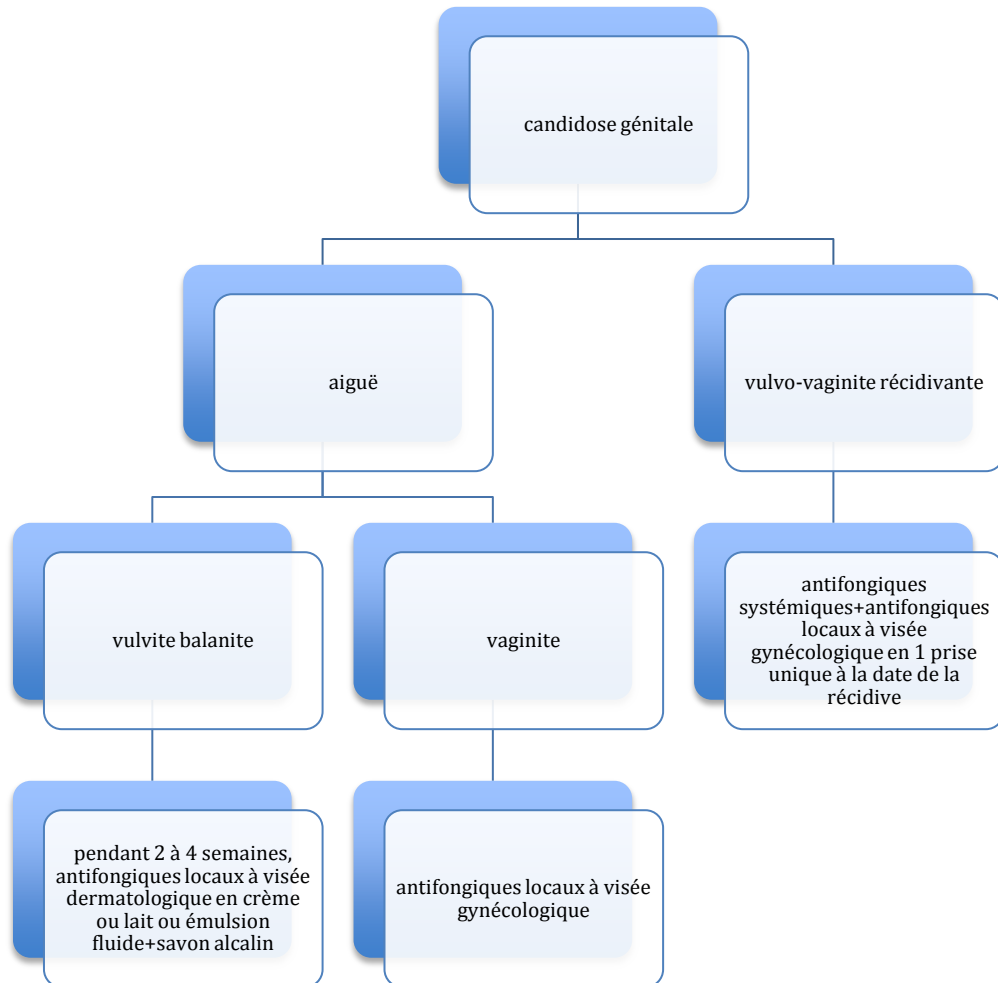 candidose génitale
aiguë
vulvo-vaginite récidivante
vulvite balanite
vaginite
antifongiques
systémiques+antifongiques
locaux à visée
gynécologique en 1 prise
unique à la date de la
récidive
pendant 2 à 4 semaines,
antifongiques locaux à visée
dermatologique en crème
ou lait ou émulsion
fluide+savon alcalin
antifongiques locaux à visée
gynécologique